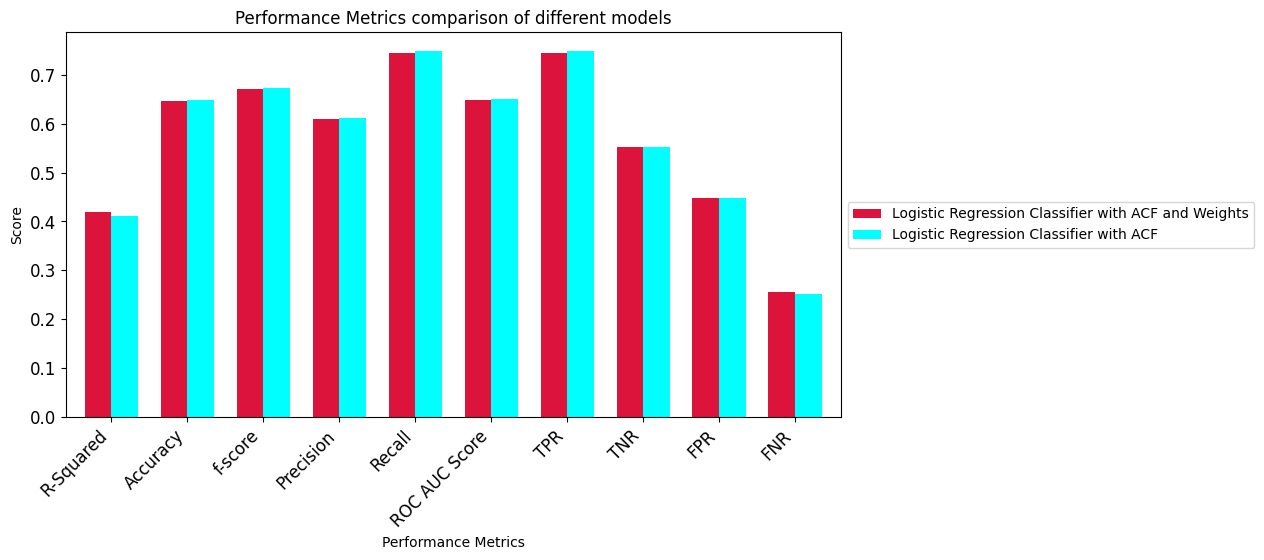 Performance Metrics comparison of different models
Score
0.7
0.6
0.5
0.4
0.3
0.2
0.1
0.0
R-Squared
Accuracy
f-score
Precision
Recall
ROC AUC Score
TPR
TNR
FPR
FNR
Performance Metrics
Logistic Regression Classifier with ACF and Weights
Logistic Regression Classifier with ACF